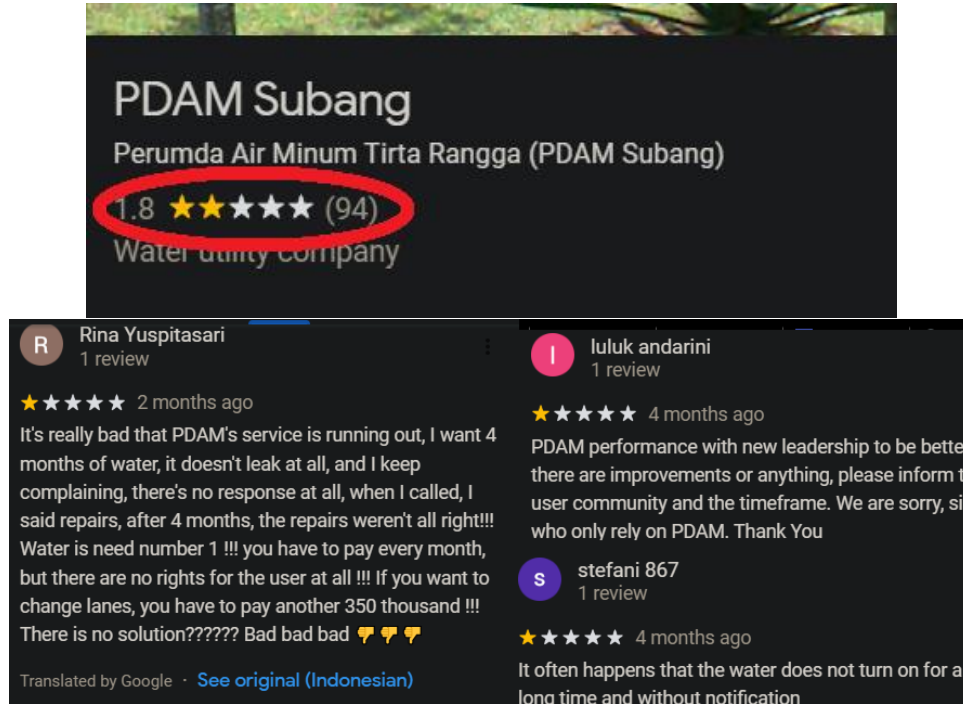 PDAM Subang
Perumda Air Minum Tirta Rangga (PDAM Subang)
1.8 (94)
Water utility company
R
Rina Yuspitasari
1 review
2 months ago
It's really bad that PDAM's service is running out, I want 4
months of water, it doesn't leak at all, and I keep
complaining, there's no response at all, when I called, I
said repairs, after 4 months, the repairs weren't all right!!!
Water is need number 1 !!! you have to pay every month,
but there are no rights for the user at all !!! If you want to
change lanes, you have to pay another 350 thousand !!!
There is no solution?????? Bad bad bad 👎 👎 👎
Translated by Google · See original (Indonesian)
l
luluk andarini
1 review
4 months ago
PDAM performance with new leadership to be bette
there are improvements or anything, please inform t
user community and the timeframe. We are sorry, si
who only rely on PDAM. Thank You
s
stefani 867
1 review
4 months ago
It often happens that the water does not turn on for a
long time and without notification